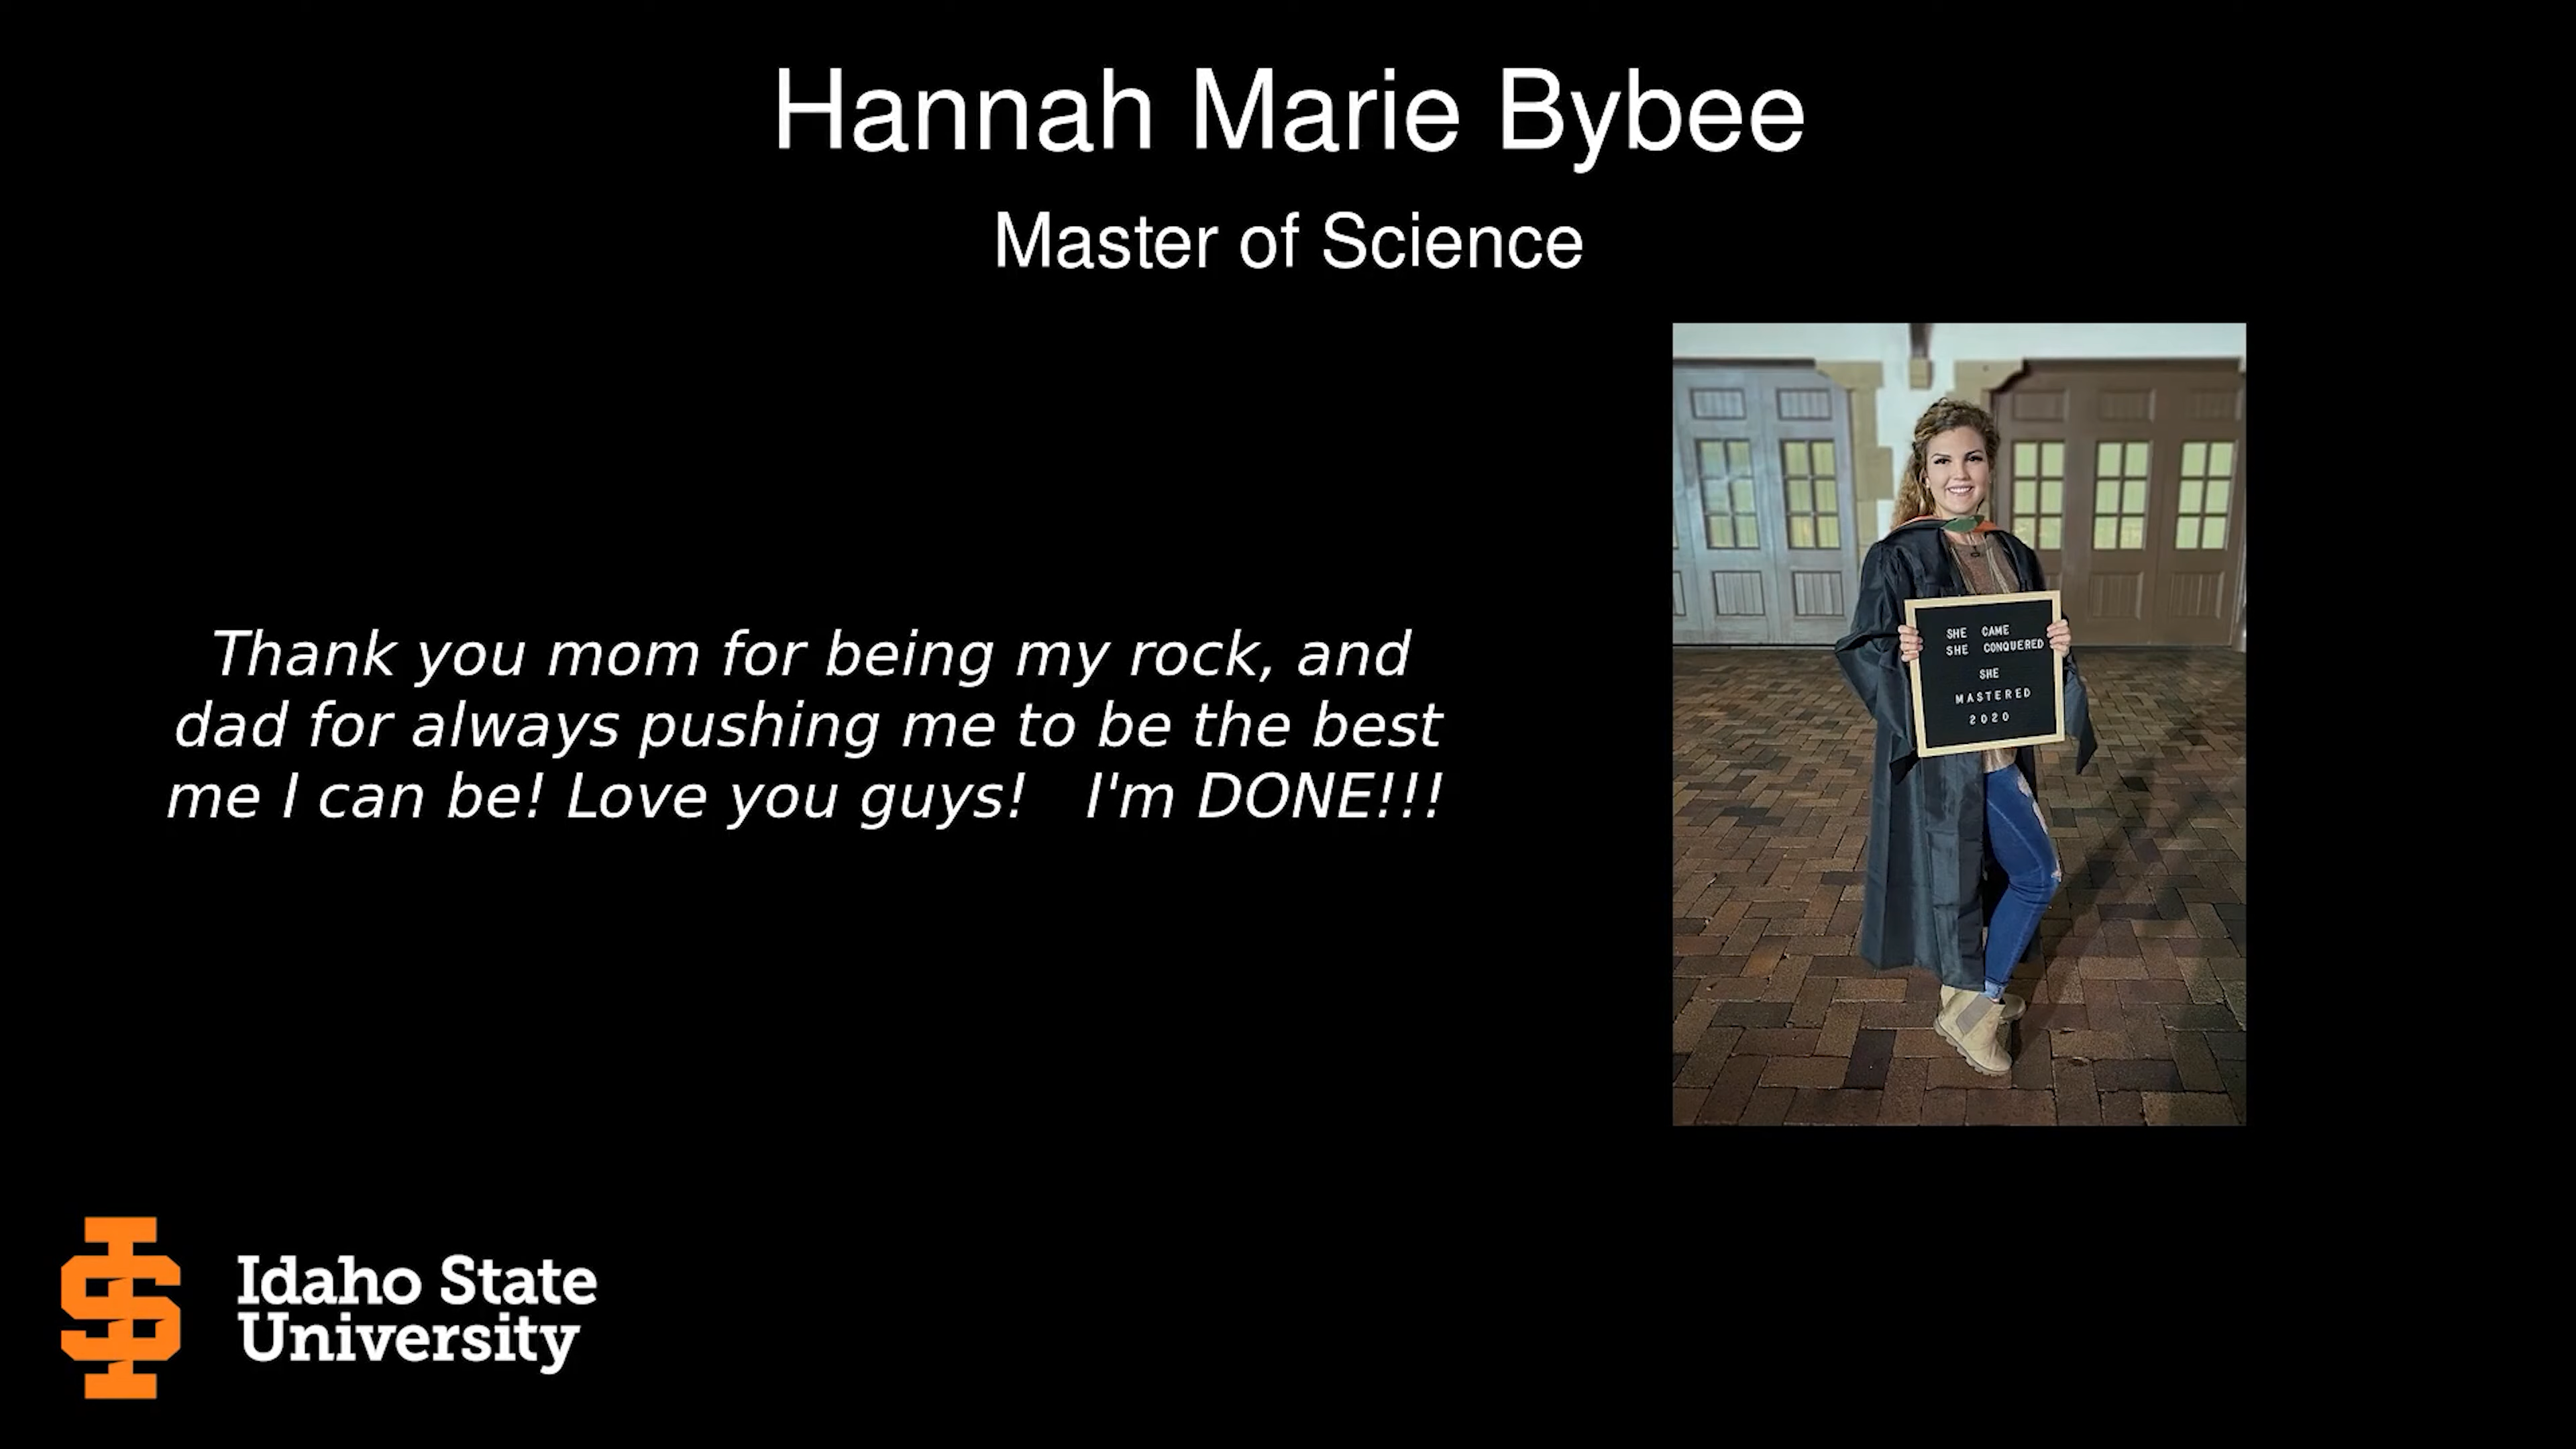 Hannah Marie Bybee
Master of Science
Thank you mom for being my rock, and
dad for always pushing me to be the best
me I can be! Love you guys!   I'm DONE!!!
SHE CAME
SHE CONQUERED
SHE
MASTERED
2020
Idaho State
University